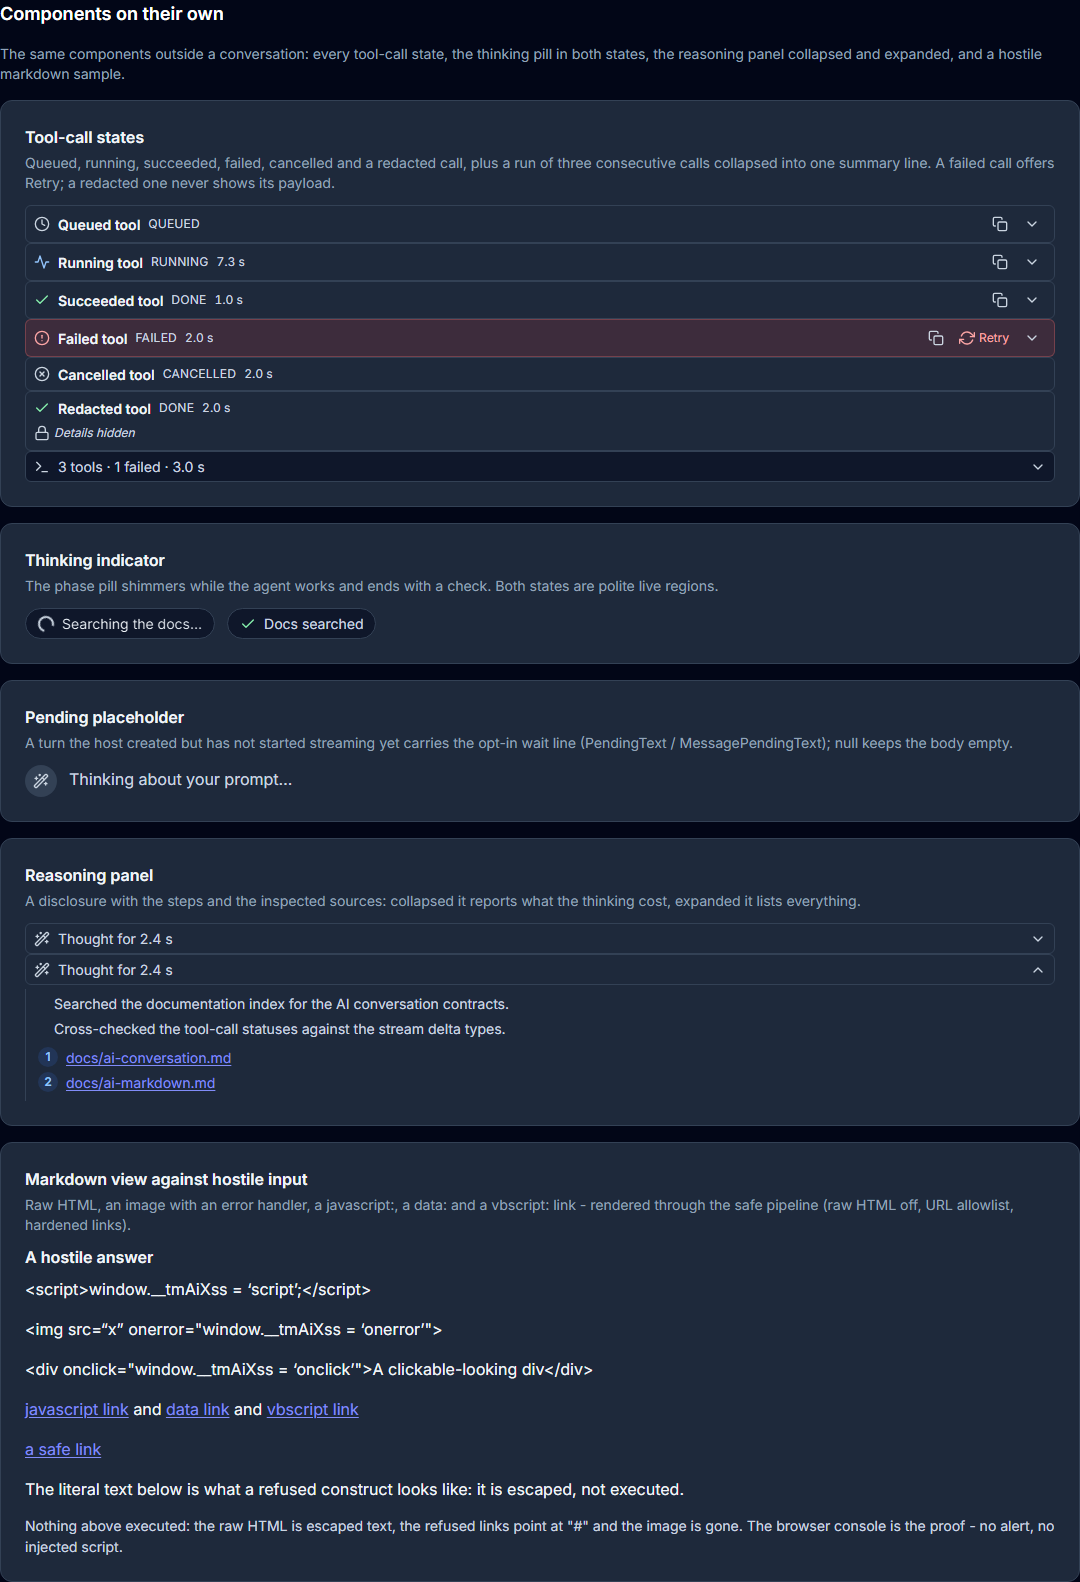 Components on their own
The same components outside a conversation: every tool-call state, the thinking pill in both states, the reasoning panel collapsed and expanded, and a hostile
markdown sample.
Tool-call states
Queued, running, succeeded, failed, cancelled and a redacted call, plus a run of three consecutive calls collapsed into one summary line. A failed call offers
Retry; a redacted one never shows its payload.
Queued tool QUEUED
Running tool RUNNING 7.3 s
Succeeded tool DONE 1.0 s
Failed tool FAILED 2.0 s Retry
Cancelled tool CANCELLED 2.0 s
Redacted tool DONE 2.0 s
Details hidden
3 tools · 1 failed · 3.0 s
Thinking indicator
The phase pill shimmers while the agent works and ends with a check. Both states are polite live regions.
Searching the docs... Docs searched
Pending placeholder
A turn the host created but has not started streaming yet carries the opt-in wait line (PendingText / MessagePendingText); null keeps the body empty.
Thinking about your prompt...
Reasoning panel
A disclosure with the steps and the inspected sources: collapsed it reports what the thinking cost, expanded it lists everything.
Thought for 2.4 s
Thought for 2.4 s
Searched the documentation index for the AI conversation contracts.
Cross-checked the tool-call statuses against the stream delta types.
1 docs/ai-conversation.md
2 docs/ai-markdown.md
Markdown view against hostile input
Raw HTML, an image with an error handler, a javascript:, a data: and a vbscript: link - rendered through the safe pipeline (raw HTML off, URL allowlist,
hardened links).
A hostile answer
<script>window.__tmAiXss = ‘script’;</script>
<img src=“x” onerror="window.__tmAiXss = ‘onerror’">
<div onclick="window.__tmAiXss = ‘onclick’">A clickable-looking div</div>
javascript link and data link and vbscript link
a safe link
The literal text below is what a refused construct looks like: it is escaped, not executed.
Nothing above executed: the raw HTML is escaped text, the refused links point at "#" and the image is gone. The browser console is the proof - no alert, no
injected script.